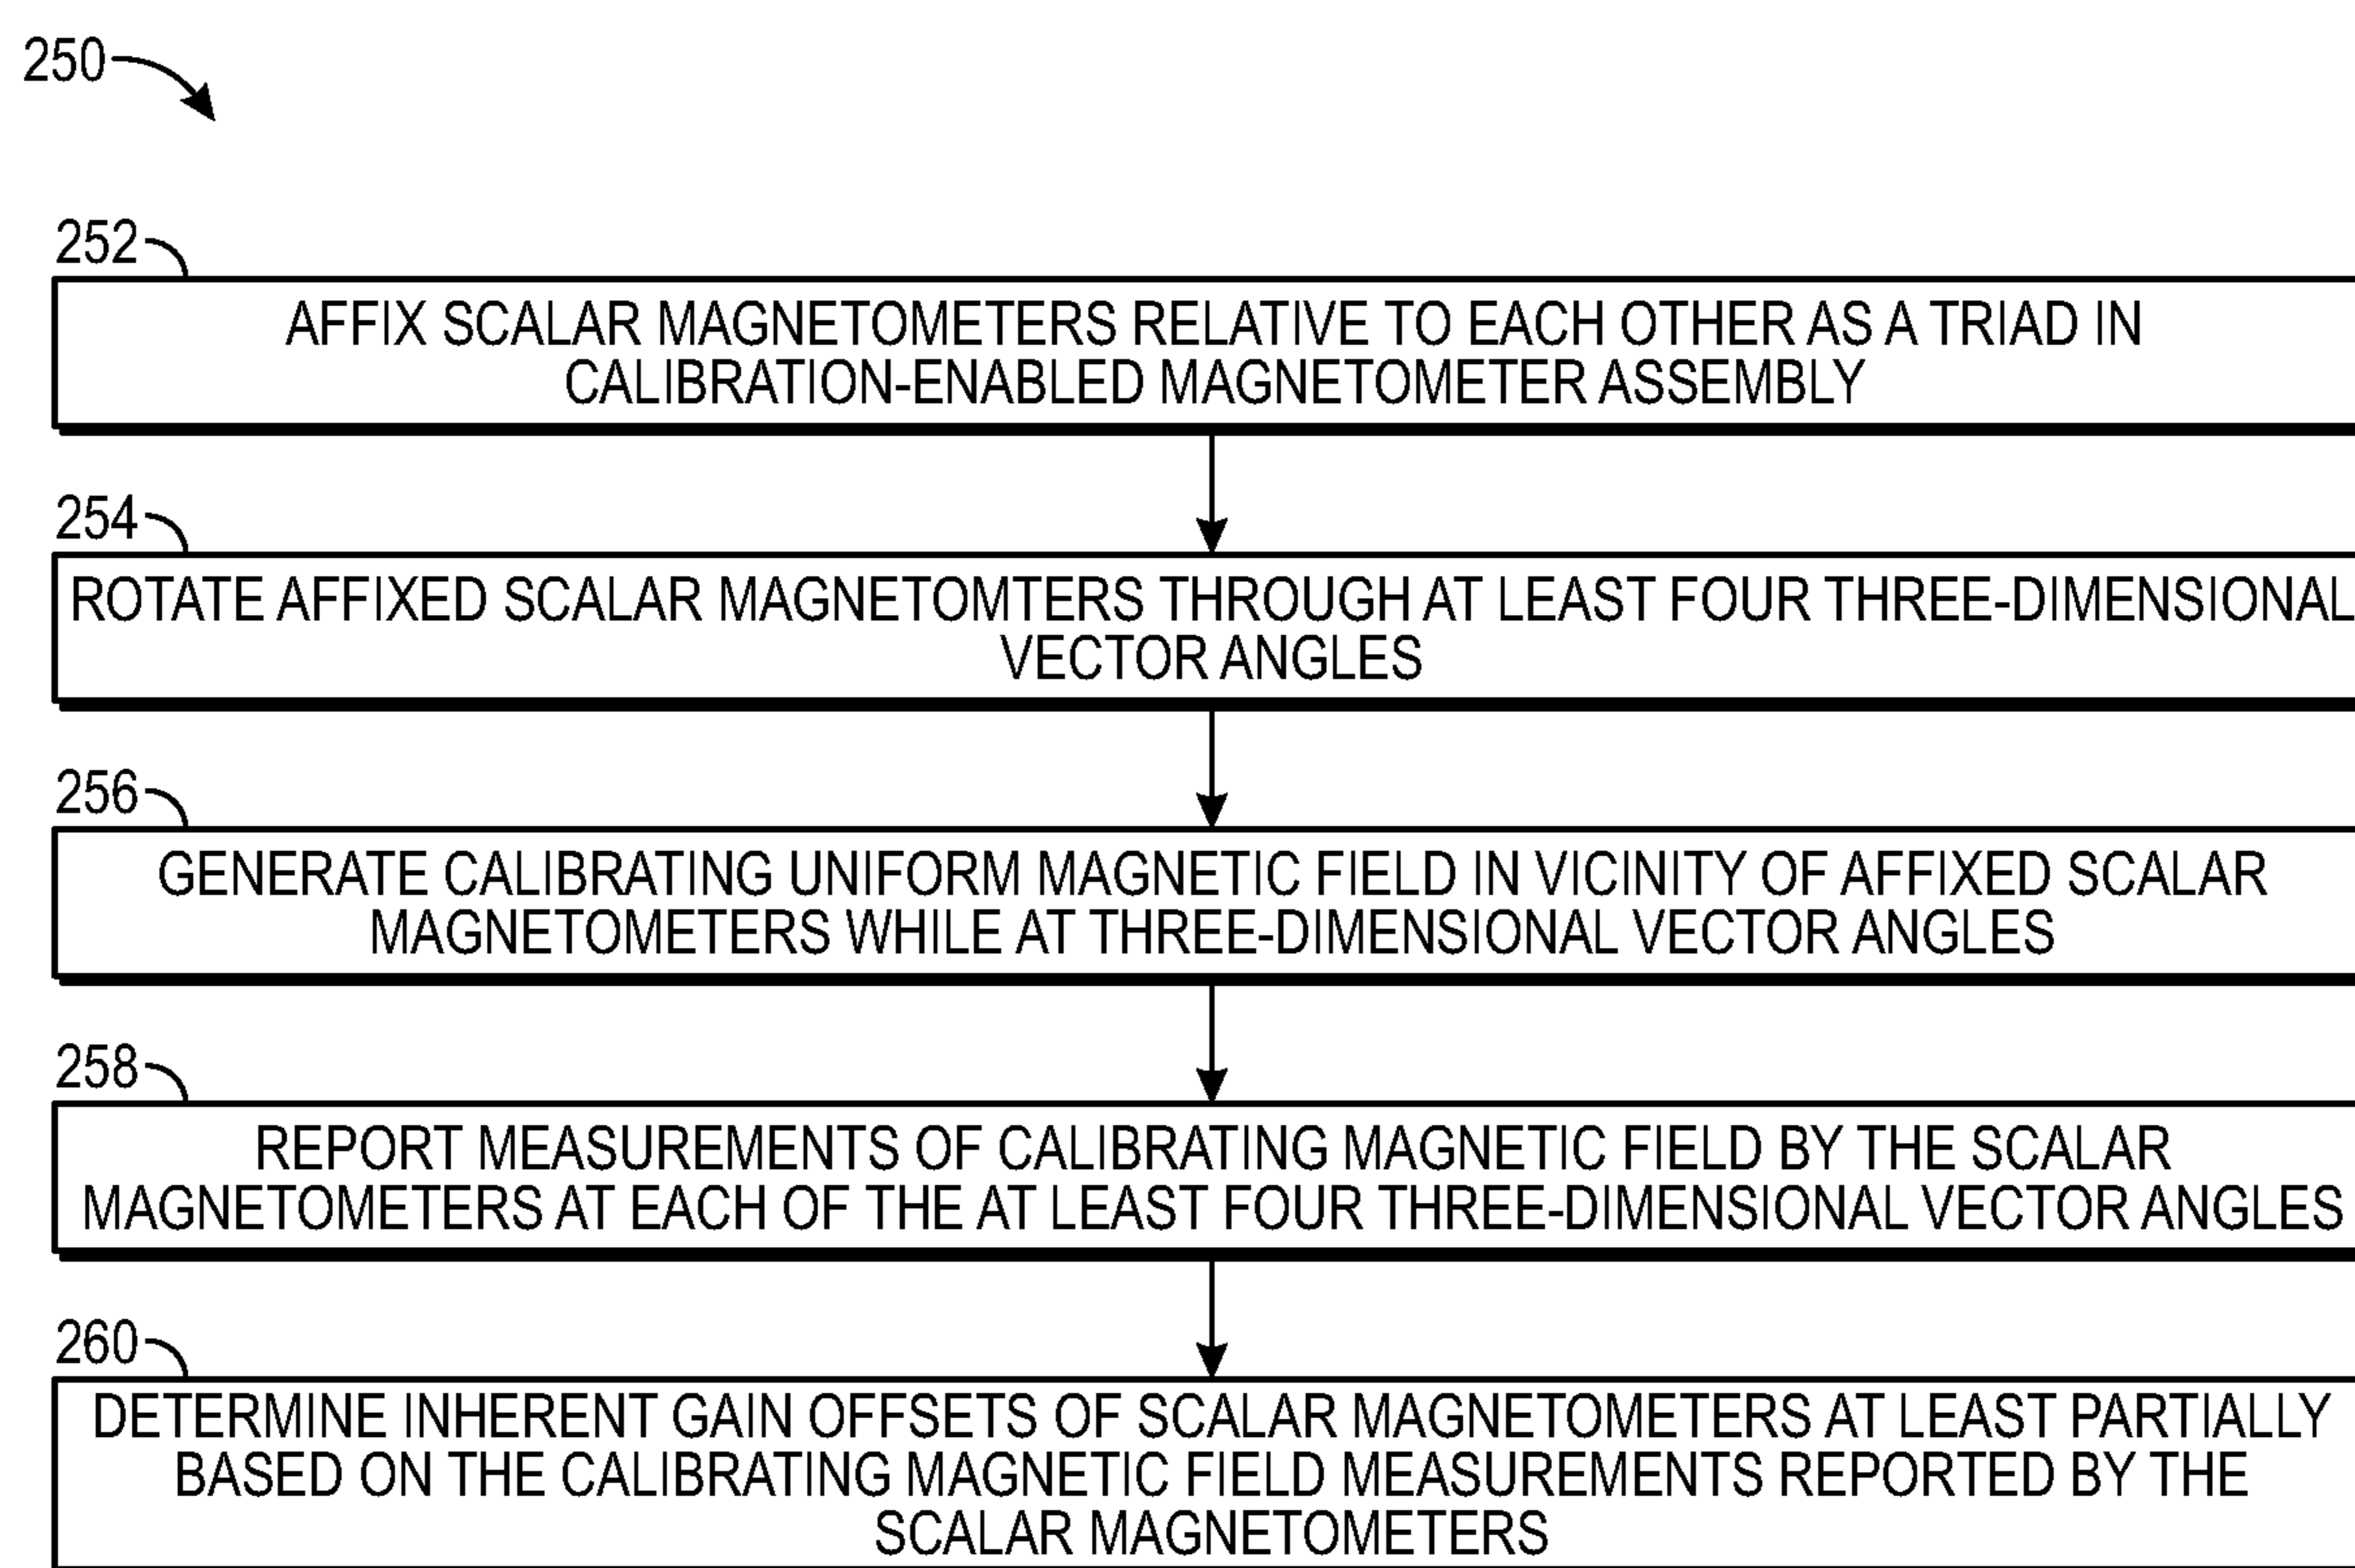 250
252
AFFIX SCALAR MAGNETOMETERS RELATIVE TO EACH OTHER AS A TRIAD IN
CALIBRATION-ENABLED MAGNETOMETER ASSEMBLY
254
ROTATE AFFIXED SCALAR MAGNETOMTERS THROUGH AT LEAST FOUR THREE-DIMENSIONAL
VECTOR ANGLES
256
GENERATE CALIBRATING UNIFORM MAGNETIC FIELD IN VICINITY OF AFFIXED SCALAR
MAGNETOMETERS WHILE AT THREE-DIMENSIONAL VECTOR ANGLES
258
REPORT MEASUREMENTS OF CALIBRATING MAGNETIC FIELD BY THE SCALAR
MAGNETOMETERS AT EACH OF THE AT LEAST FOUR THREE-DIMENSIONAL VECTOR ANGLES
260
DETERMINE INHERENT GAIN OFFSETS OF SCALAR MAGNETOMETERS AT LEAST PARTIALLY
BASED ON THE CALIBRATING MAGNETIC FIELD MEASUREMENTS REPORTED BY THE
SCALAR MAGNETOMETERS